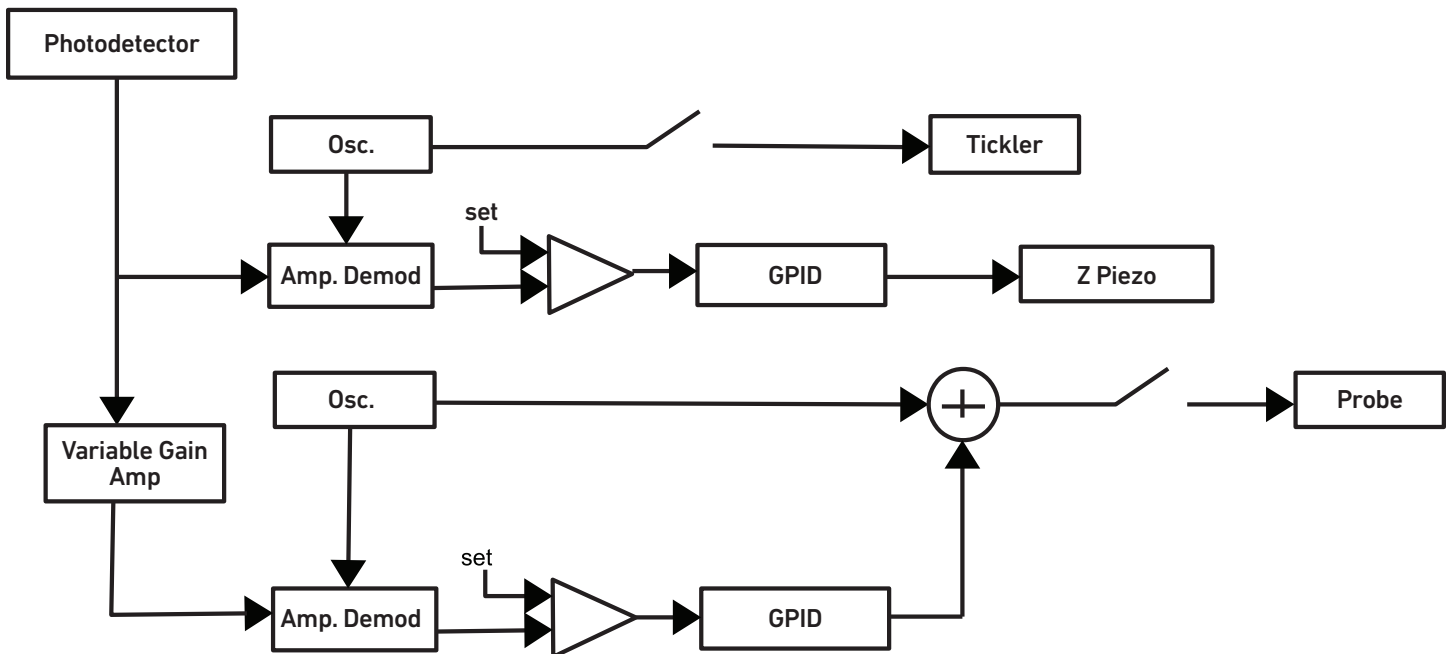 Photodetector
Osc.
Tickler
set
Amp. Demod
GPID
Z Piezo
Osc.
Probe
Variable Gain
Amp
set
Amp. Demod
GPID